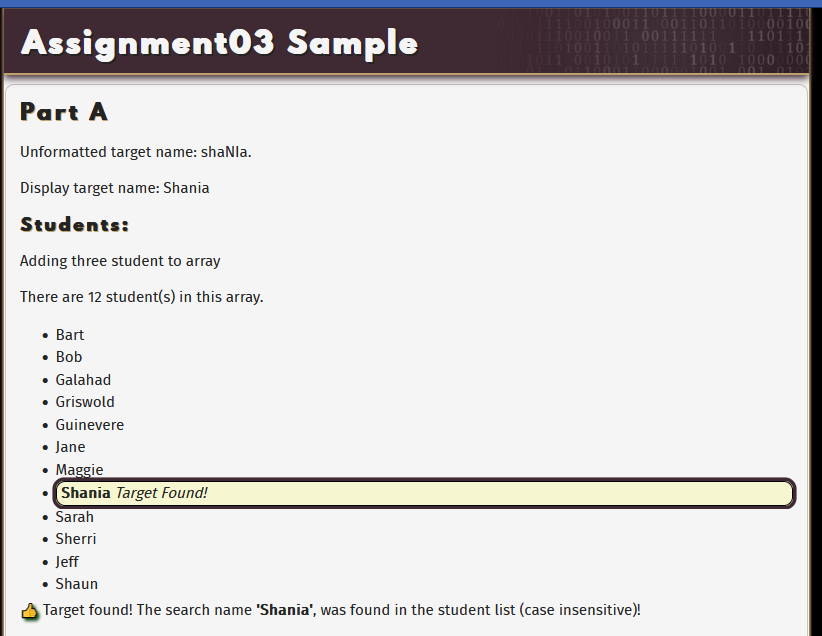 Assignment03 Sample
Part A
Unformatted target name: shaNIa.
Display target name: Shania
Students:
Adding three student to array
There are 12 student(s) in this array.
• Bart
• Bob
• Galahad
• Griswold
• Guinevere
• Jane
• Maggie
• Shania Target Found!
• Sarah
• Sherri
• Jeff
• Shaun
Target found! The search name 'Shania', was found in the student list (case insensitive)!